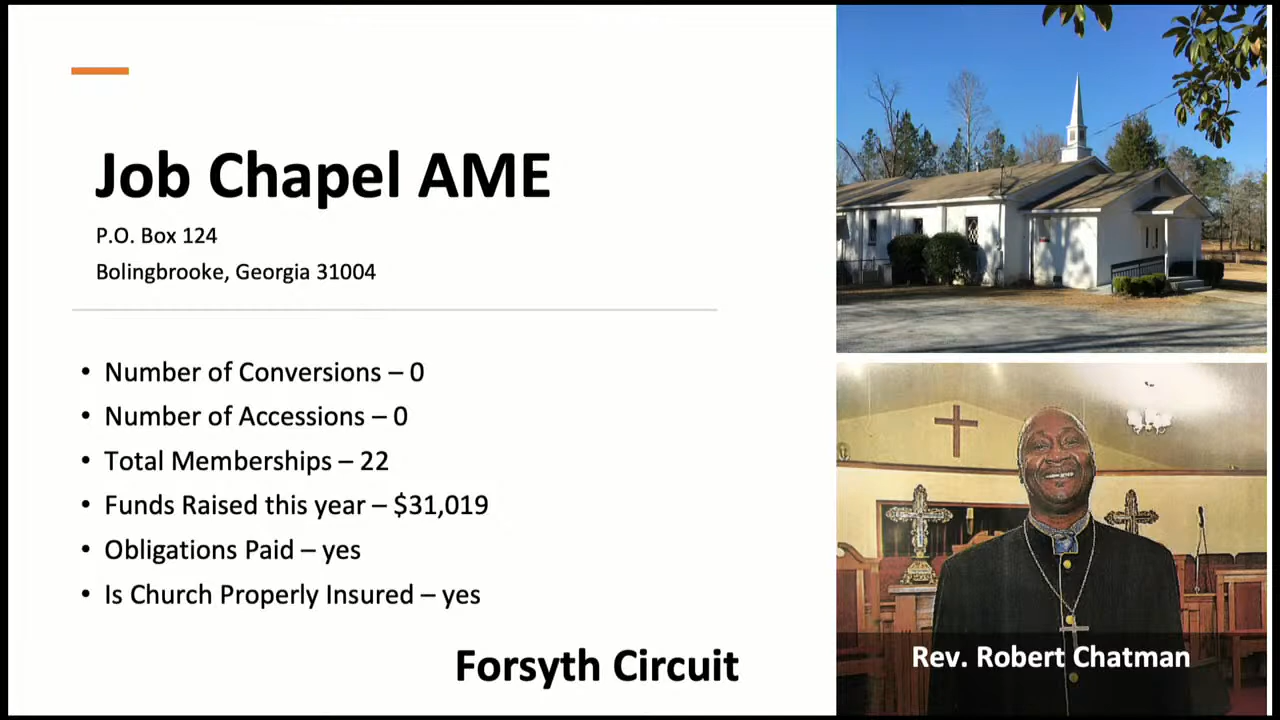 Job Chapel AME
P.O. Box 124
Bolingbrooke, Georgia 31004
• Number of Conversions – 0
• Number of Accessions – 0
• Total Memberships – 22
• Funds Raised this year – $31,019
• Obligations Paid – yes
• Is Church Properly Insured – yes
Forsyth Circuit
Rev. Robert Chatman